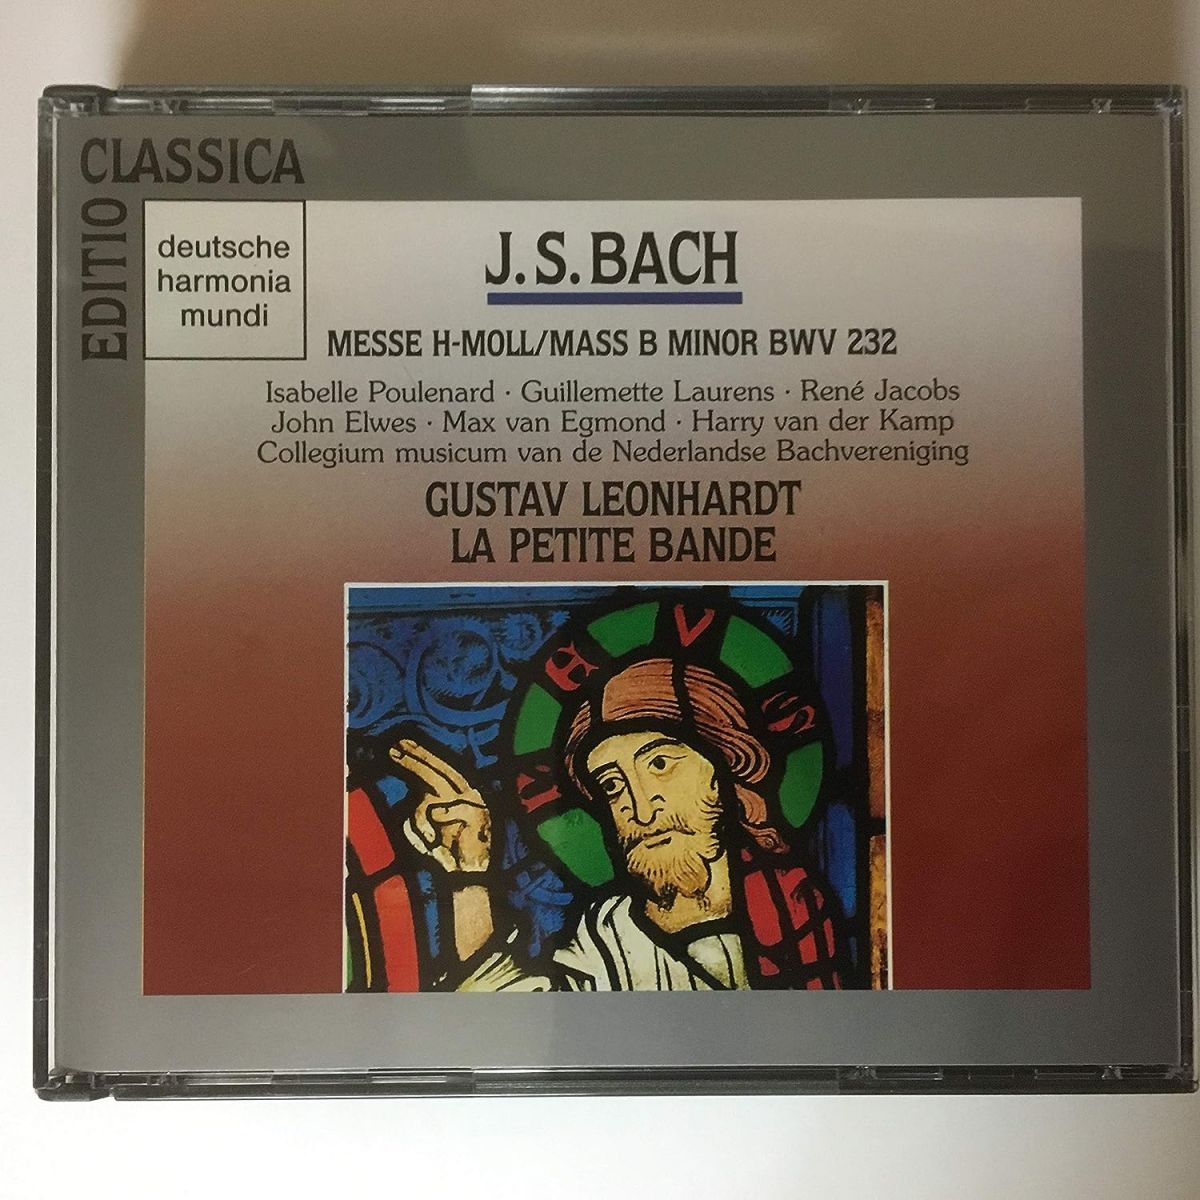 EDITIO
CLASSICA
deutsche
harmonia
mundi
J.S. BACH
MESSE H-MOLL/MASS B MINOR BWV 232
Isabelle Poulenard · Guillemette Laurens · René Jacobs
John Elwes · Max van Egmond · Harry van der Kamp
Collegium musicum van de Nederlandse Bachvereniging
GUSTAV LEONHARDT
LA PETITE BANDE